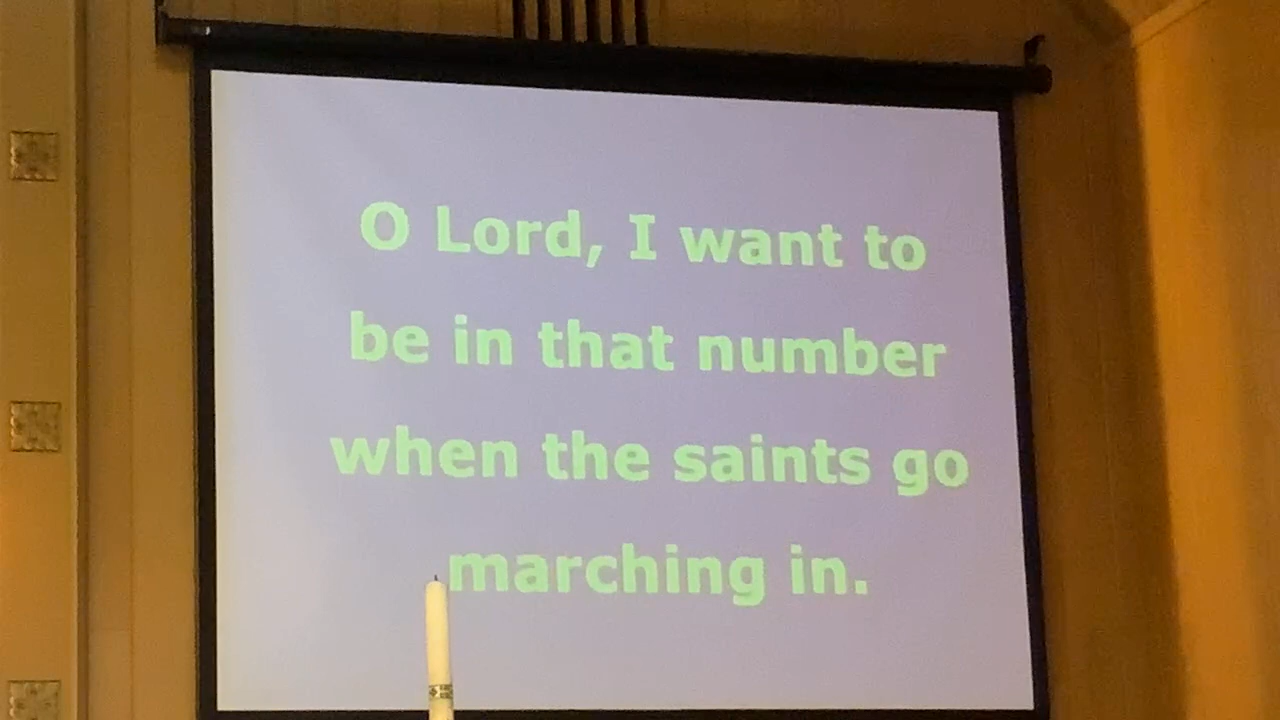 O Lord, I want to
be in that number
when the saints go
marching in.